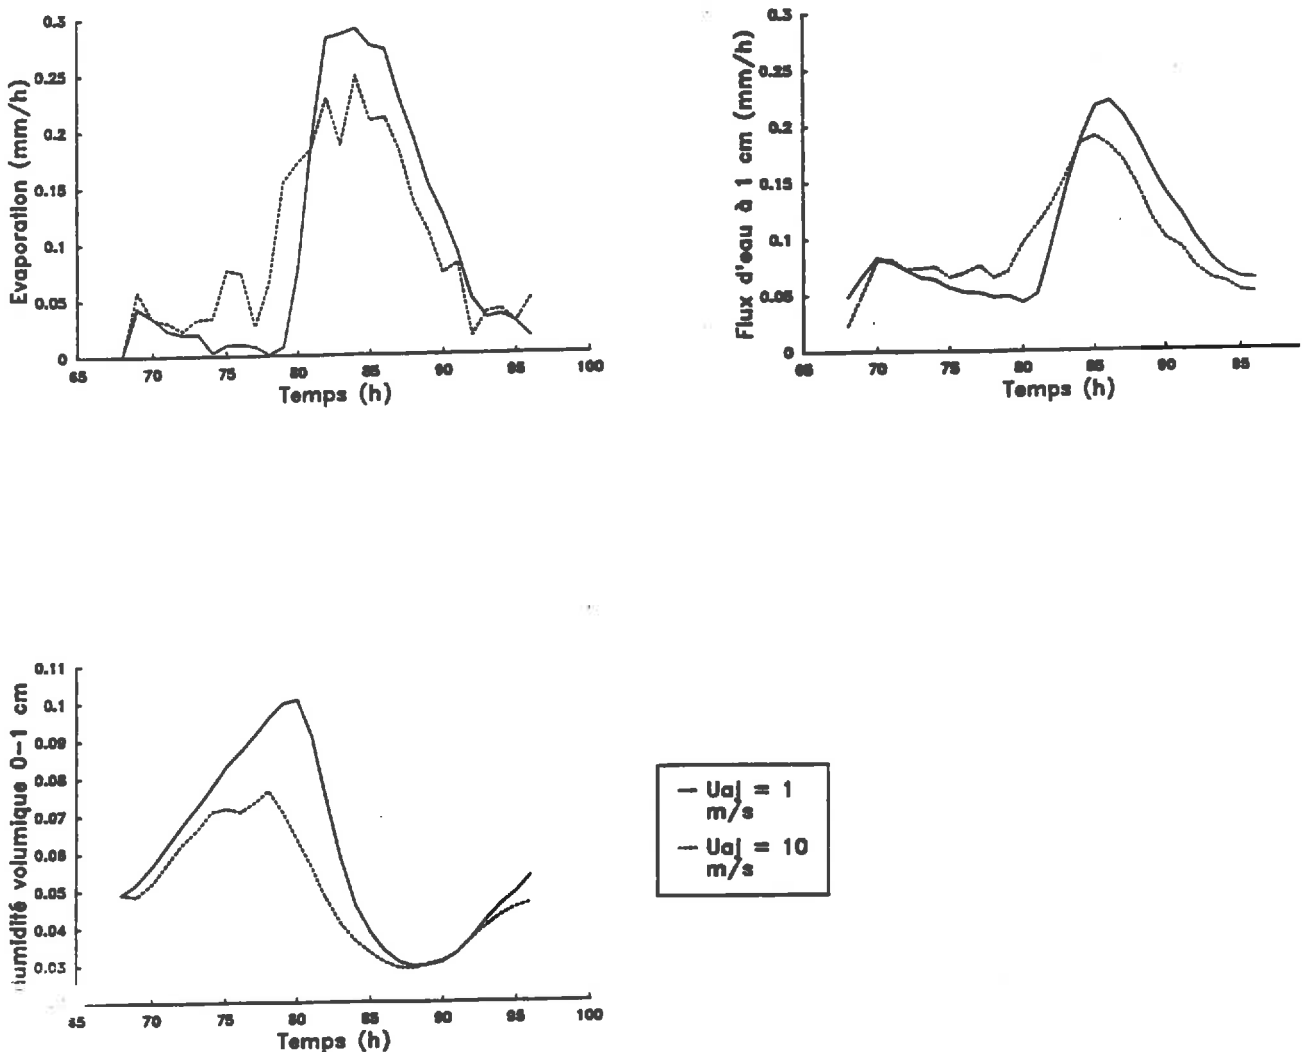 Evaporation (mm/h)
0.3
0.25
0.2
0.15
0.1
0.05
0
65 70 75 80 85 90 95 100
Temps (h)
Flux d'eau à 1 cm (mm/h)
0.3
0.25
0.2
0.15
0.1
0.05
0
65 70 75 80 85 90 95
Temps (h)
Humidité volumique 0-1 cm
0.11
0.1
0.09
0.08
0.07
0.06
0.05
0.04
0.03
65 70 75 80 85 90 95 100
Temps (h)
Uaj = 1
m/s
Uaj = 10
m/s